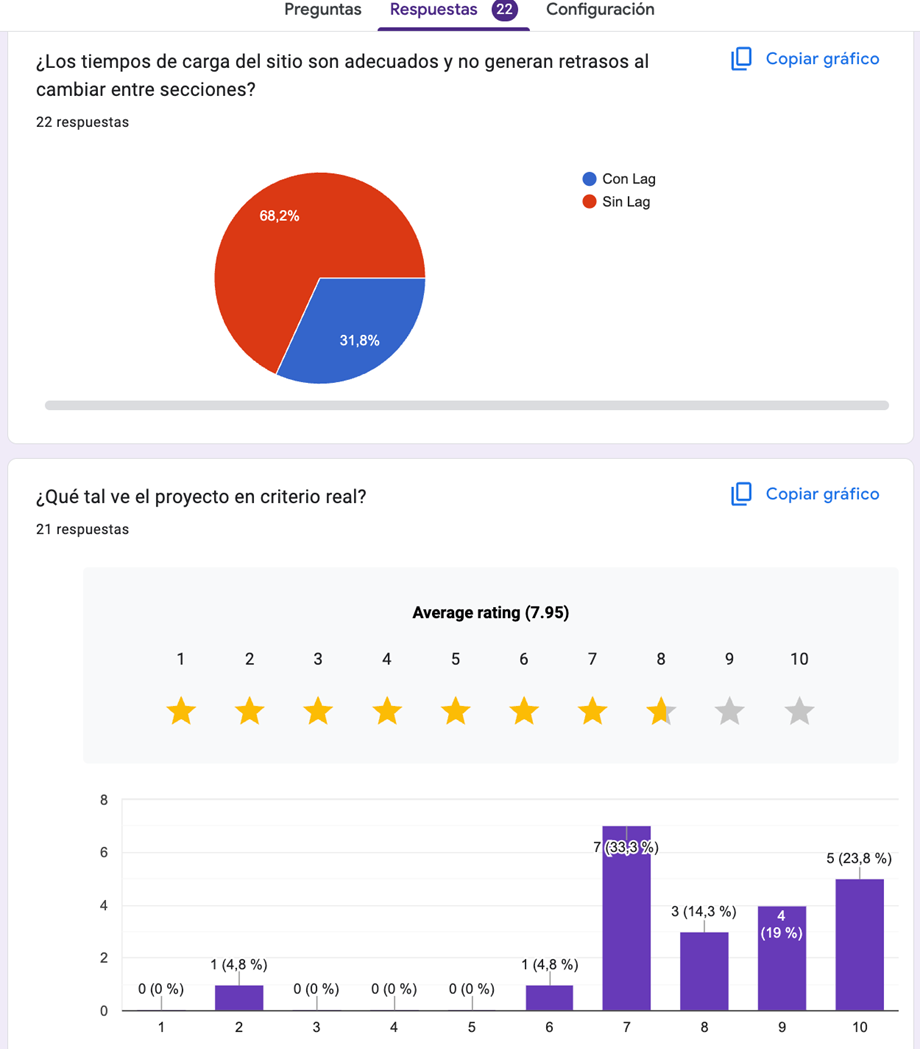 Preguntas Respuestas 22 Configuración
¿Los tiempos de carga del sitio son adecuados y no generan retrasos al
cambiar entre secciones?
Copiar gráfico
22 respuestas
Con Lag
Sin Lag
68,2%
31,8%
¿Qué tal ve el proyecto en criterio real?
Copiar gráfico
21 respuestas
Average rating (7.95)
1 2 3 4 5 6 7 8 9 10
8
6
4
2
0
0 (0 %)
1 (4,8 %)
0 (0 %)
0 (0 %)
0 (0 %)
1 (4,8 %)
7 (33,3 %)
3 (14,3 %)
4
(19 %)
5 (23,8 %)
1 2 3 4 5 6 7 8 9 10